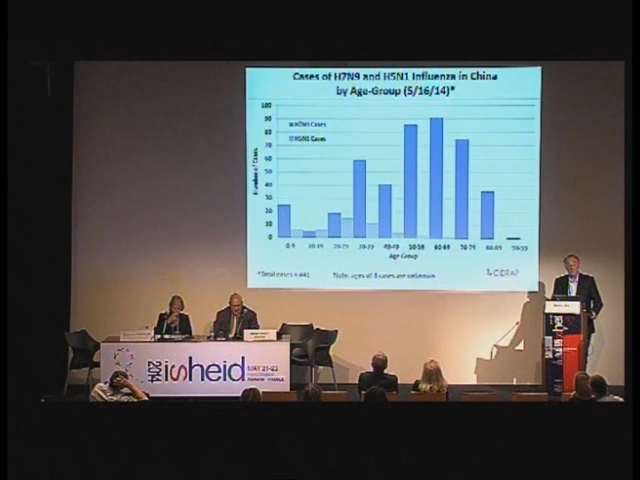 Cases of H7N9 and H5N1 Influenza in China
by Age-Group (5/16/14)*
100
90
80
70
60
50
40
30
20
10
0
Number of Cases
H7N9 Cases
H5N1 Cases
0-9 10-19 20-29 30-39 40-49 50-59 60-69 70-79 80-89 90-99
Age Group
Note: ages of 3 cases are unknown
CIDRAP
2014 isheid
MAY 21-23